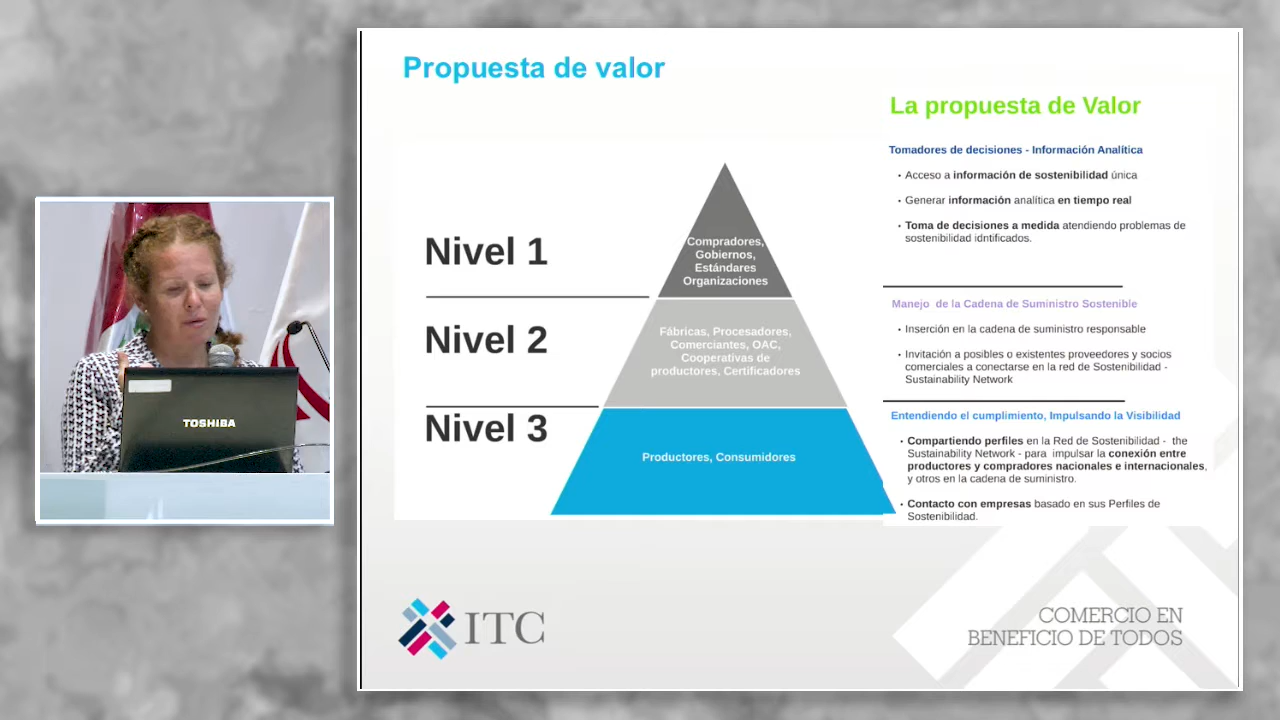 Propuesta de valor
La propuesta de Valor
Nivel 1
Compradores,
Gobiernos,
Estándares
Organizaciones
Tomadores de decisiones - Información Analítica
• Acceso a información de sostenibilidad única
• Generar información analítica en tiempo real
• Toma de decisiones a medida atendiendo problemas de
sostenibilidad idntificados.
Nivel 2
Fábricas, Procesadores,
Comerciantes, OAC,
Cooperativas de
productores, Certificadores
Manejo de la Cadena de Suministro Sostenible
• Inserción en la cadena de suministro responsable
• Invitación a posibles o existentes proveedores y socios
comerciales a conectarse en la red de Sostenibilidad -
Sustainability Network
Nivel 3
Productores, Consumidores
Entendiendo el cumplimiento, Impulsando la Visibilidad
• Compartiendo perfiles en la Red de Sostenibilidad - the
Sustainability Network - para impulsar la conexión entre
productores y compradores nacionales e internacionales,
y otros en la cadena de suministro.
• Contacto con empresas basado en sus Perfiles de
Sostenibilidad.
TOSHIBA
ITC
COMERCIO EN
BENEFICIO DE TODOS